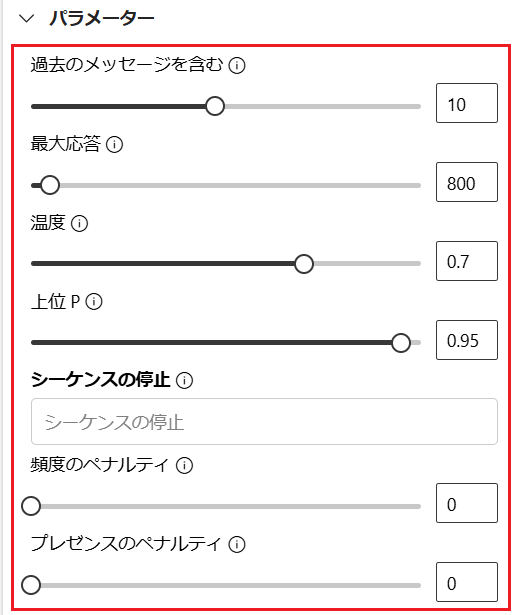 パラメーター
過去のメッセージを含む
10
最大応答
800
温度
0.7
上位 P
0.95
シーケンスの停止
シーケンスの停止
頻度のペナルティ
0
プレゼンスのペナルティ
0